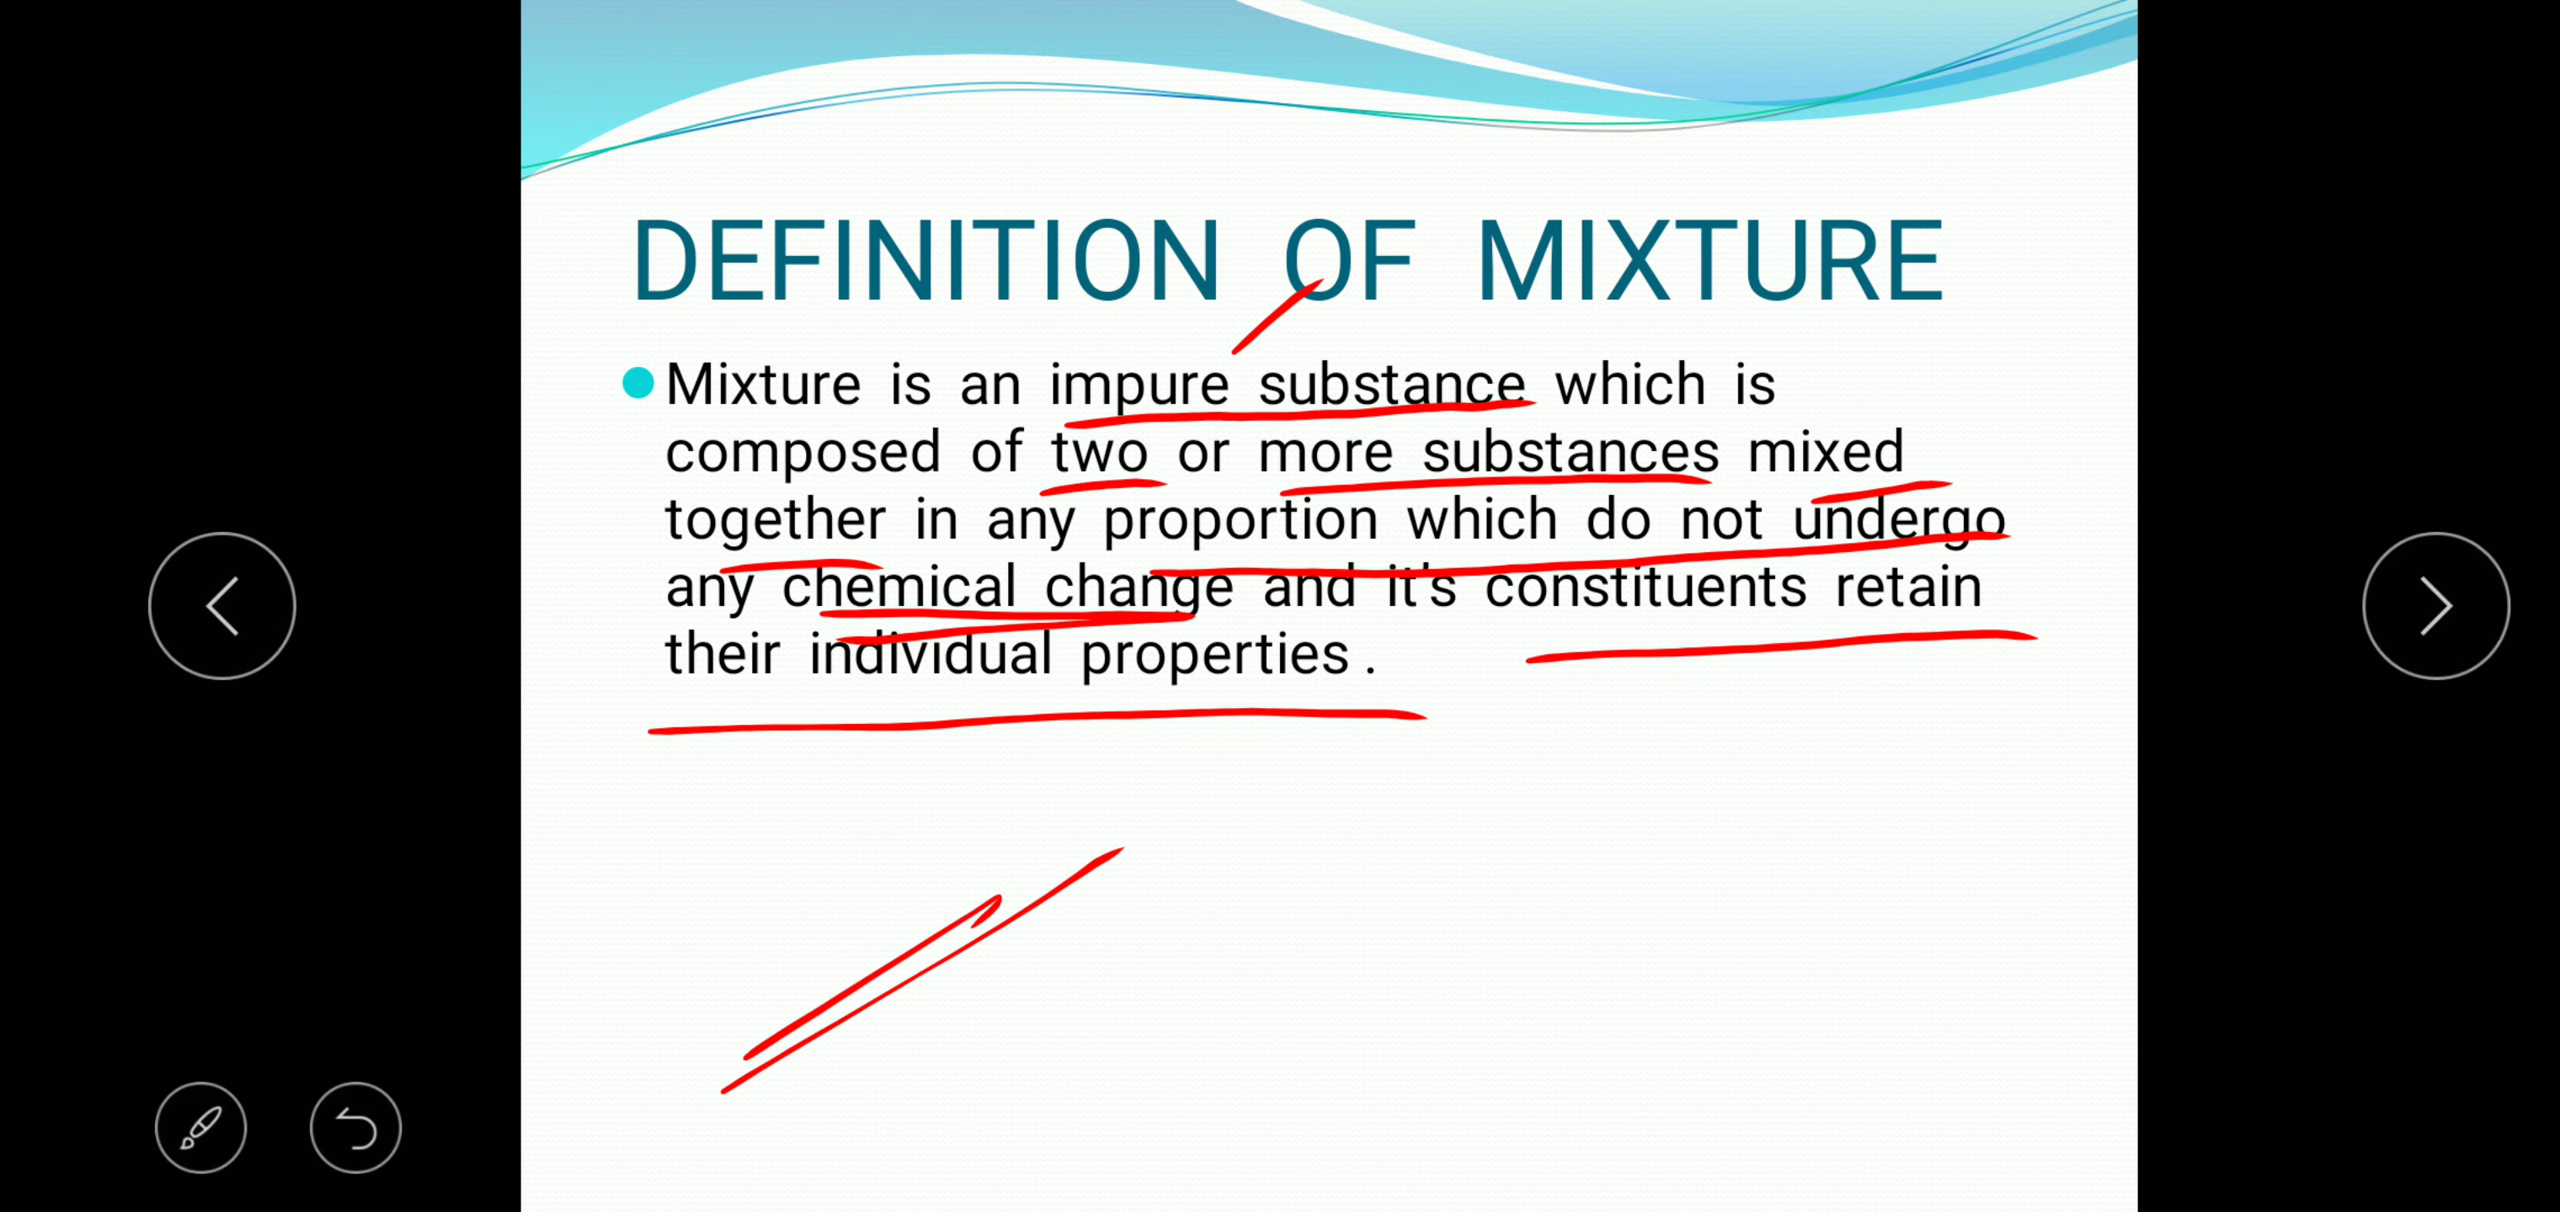 DEFINITION OF MIXTURE
Mixture is an impure substance which is
composed of two or more substances mixed
together in any proportion which do not undergo
any chemical change and it's constituents retain
their individual properties .